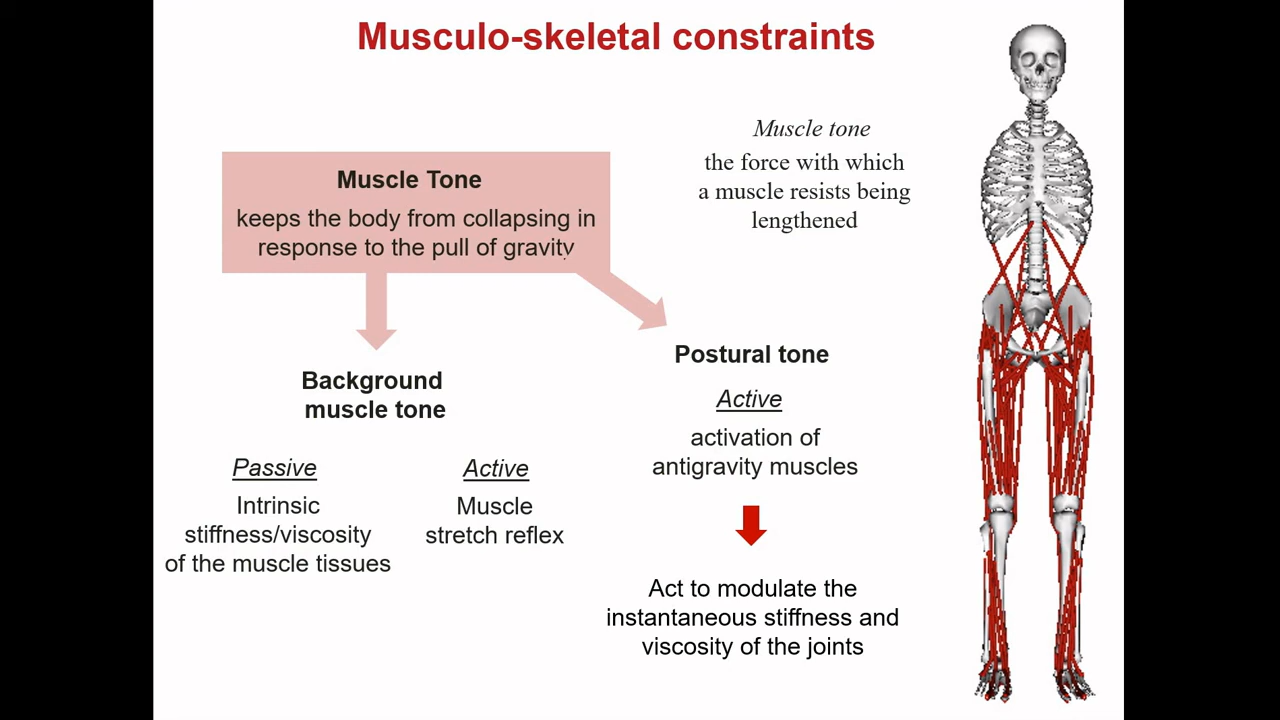 Musculo-skeletal constraints
Muscle tone
the force with which
a muscle resists being
lengthened
Muscle Tone
keeps the body from collapsing in
response to the pull of gravity
Background
muscle tone
Passive
Intrinsic
stiffness/viscosity
of the muscle tissues
Active
Muscle
stretch reflex
Postural tone
Active
activation of
antigravity muscles
Act to modulate the
instantaneous stiffness and
viscosity of the joints